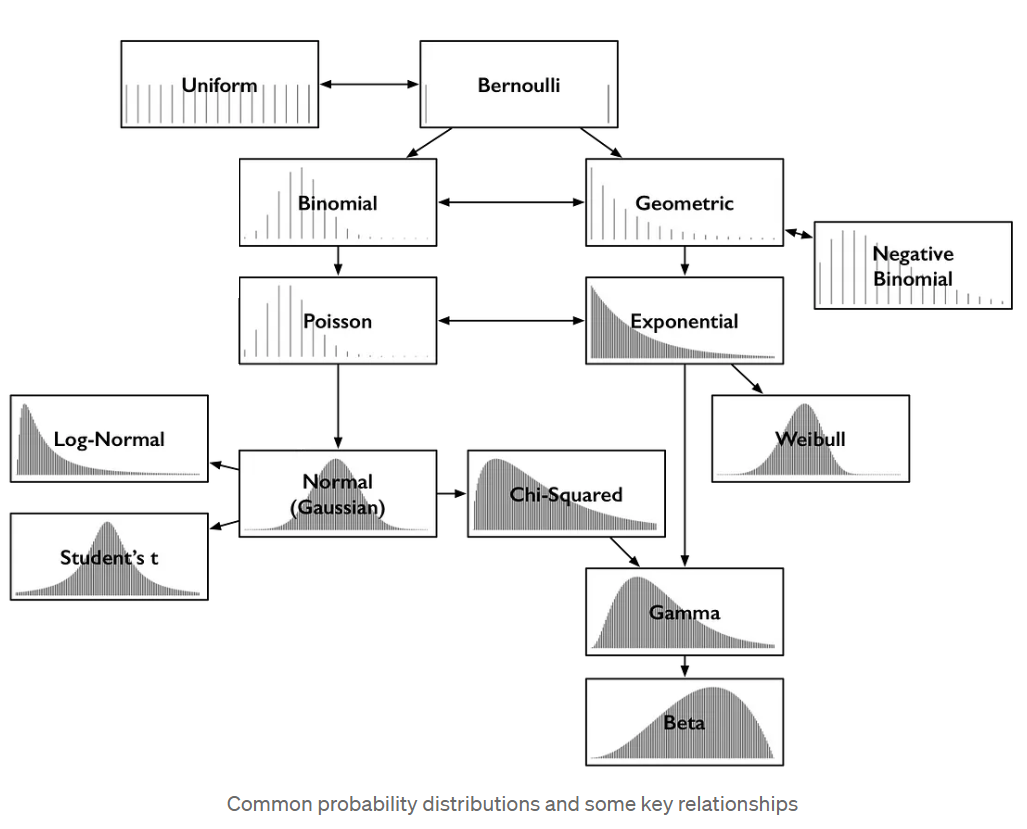 Uniform
Bernoulli
Binomial
Geometric
Negative
Binomial
Poisson
Exponential
Log-Normal
Weibull
Normal
(Gaussian)
Chi-Squared
Student’s t
Gamma
Beta
Common probability distributions and some key relationships